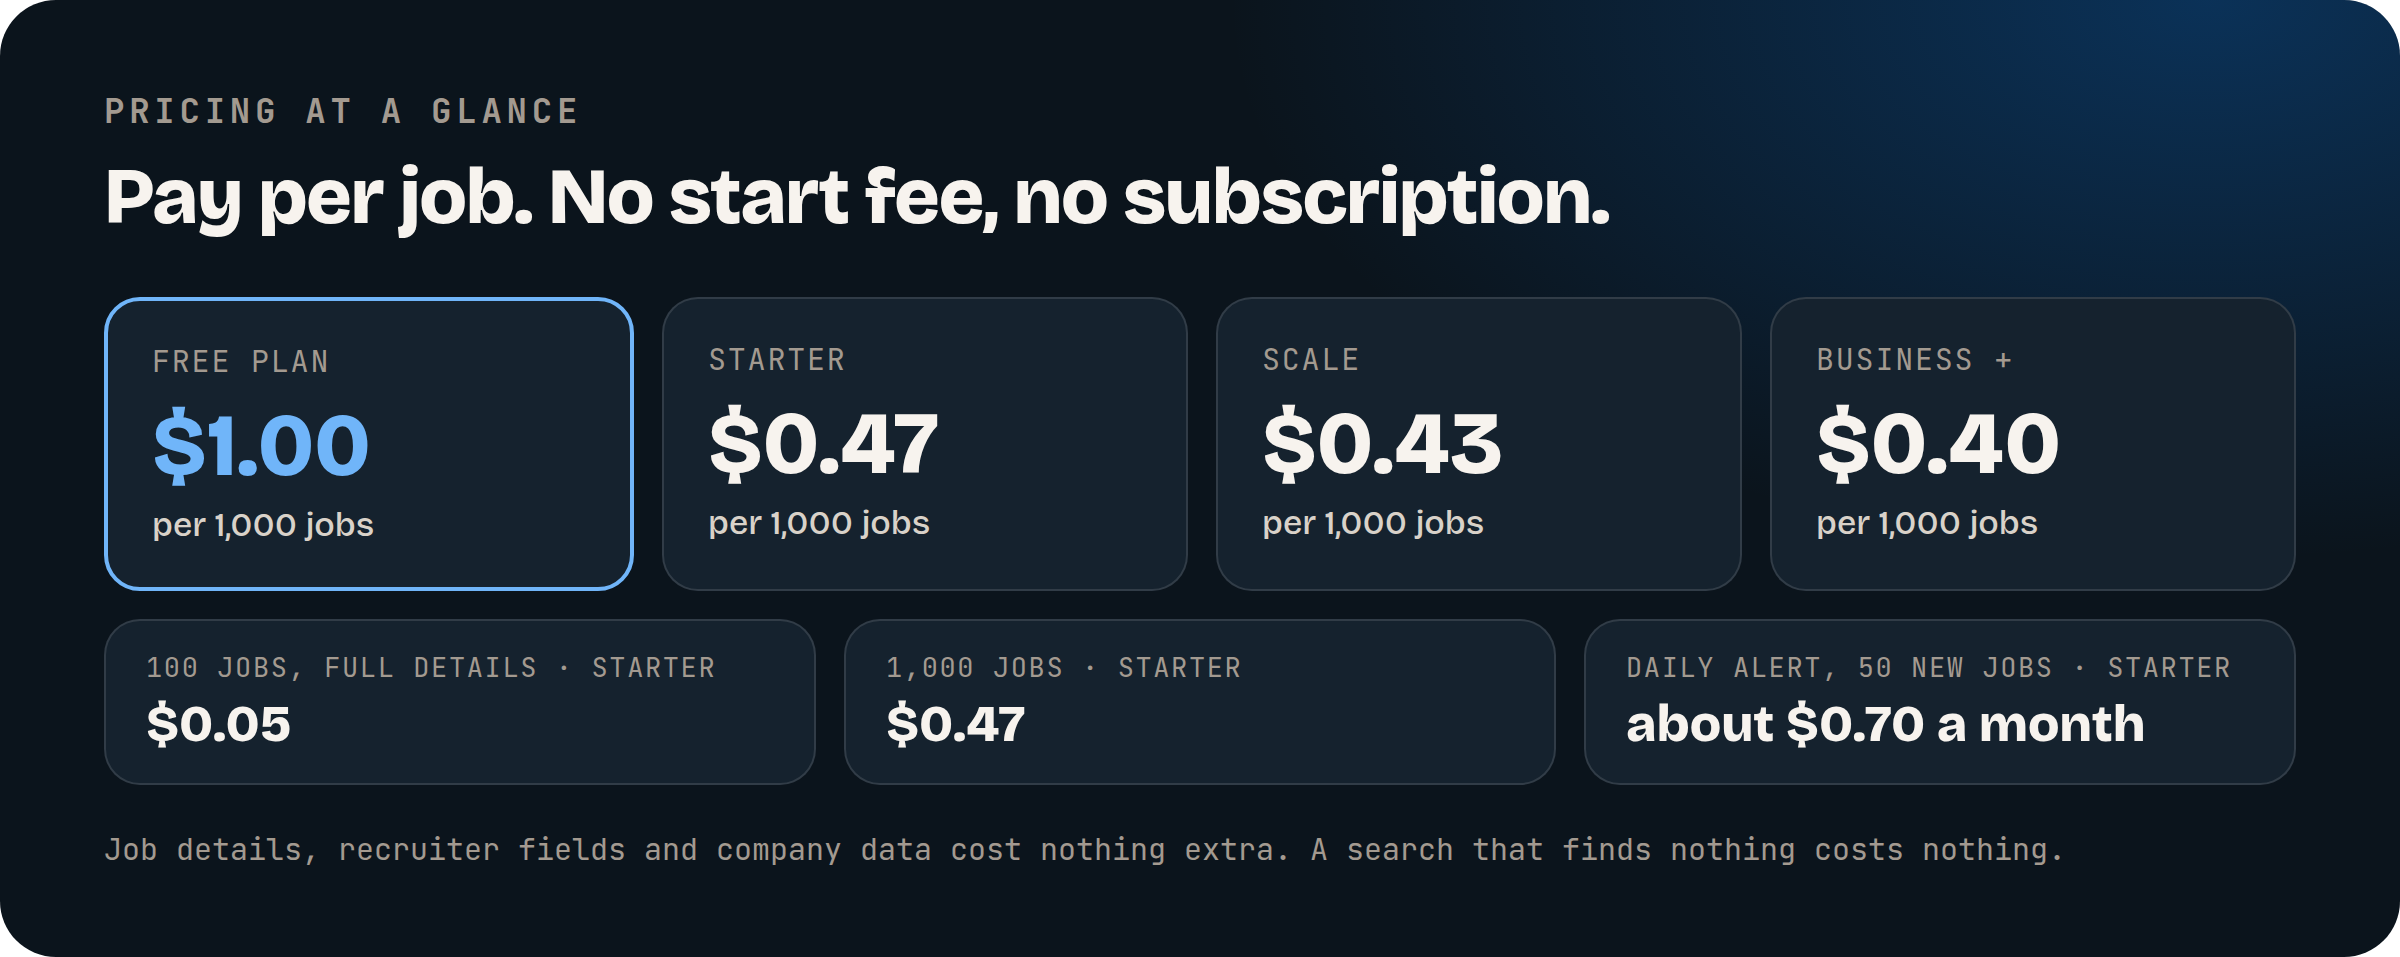 PRICING AT A GLANCE
Pay per job. No start fee, no subscription.
FREE PLAN
$1.00
per 1,000 jobs
STARTER
$0.47
per 1,000 jobs
SCALE
$0.43
per 1,000 jobs
BUSINESS +
$0.40
per 1,000 jobs
100 JOBS, FULL DETAILS · STARTER
$0.05
1,000 JOBS · STARTER
$0.47
DAILY ALERT, 50 NEW JOBS · STARTER
about $0.70 a month
Job details, recruiter fields and company data cost nothing extra. A search that finds nothing costs nothing.